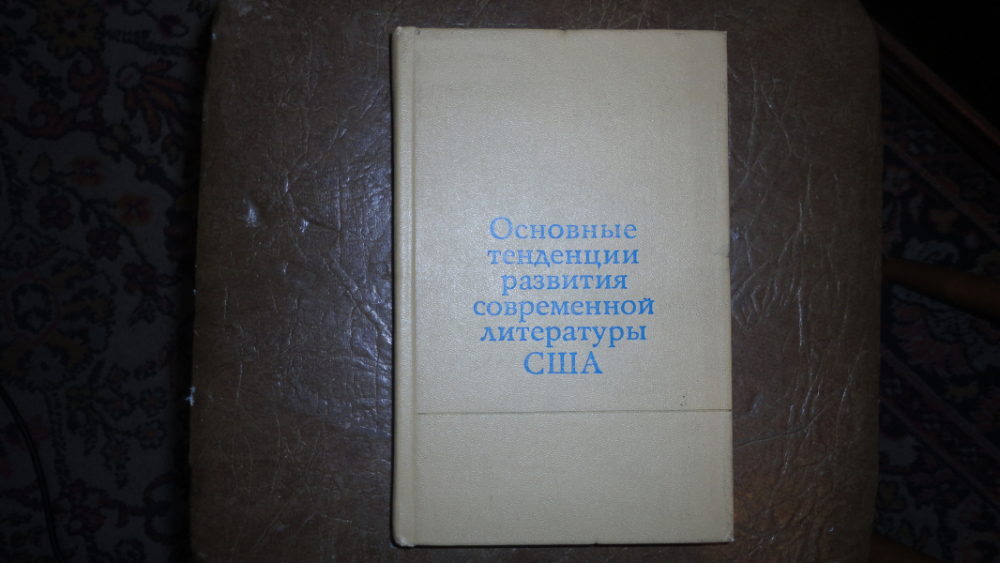 Основные
тенденции
развития
современной
литературы
США